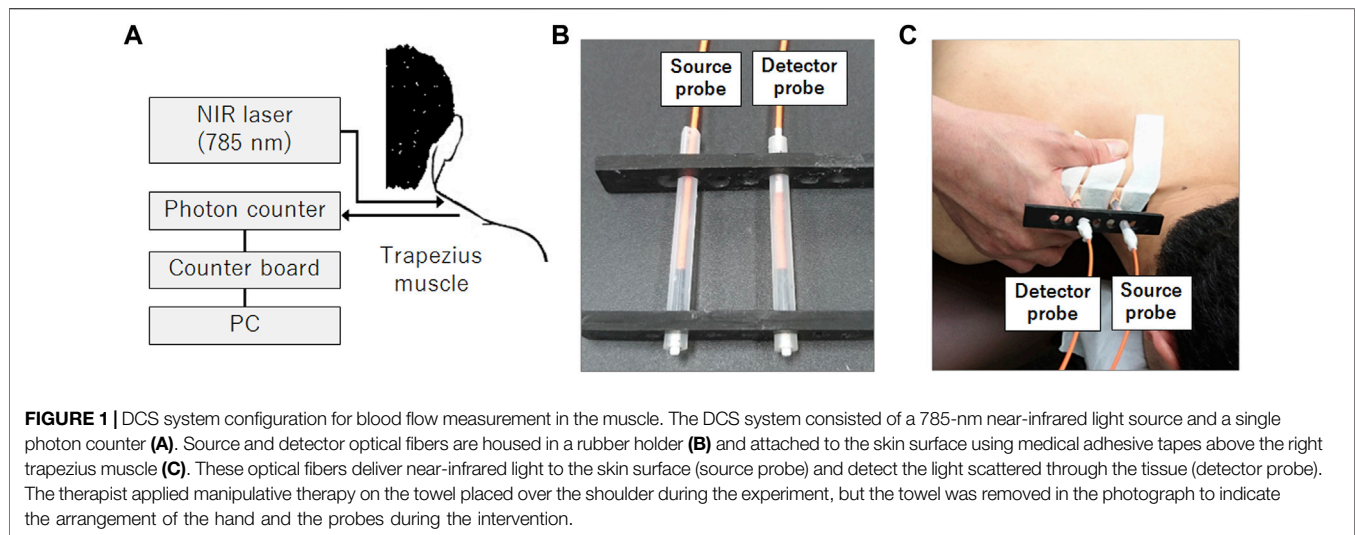 A
NIR laser
(785 nm)
Photon counter
Counter board
PC
Trapezius
muscle
B
Source
probe
Detector
probe
C
Detector
probe
Source
probe
FIGURE 1 | DCS system configuration for blood flow measurement in the muscle. The DCS system consisted of a 785-nm near-infrared light source and a single
photon counter (A). Source and detector optical fibers are housed in a rubber holder (B) and attached to the skin surface using medical adhesive tapes above the right
trapezius muscle (C). These optical fibers deliver near-infrared light to the skin surface (source probe) and detect the light scattered through the tissue (detector probe).
The therapist applied manipulative therapy on the towel placed over the shoulder during the experiment, but the towel was removed in the photograph to indicate
the arrangement of the hand and the probes during the intervention.